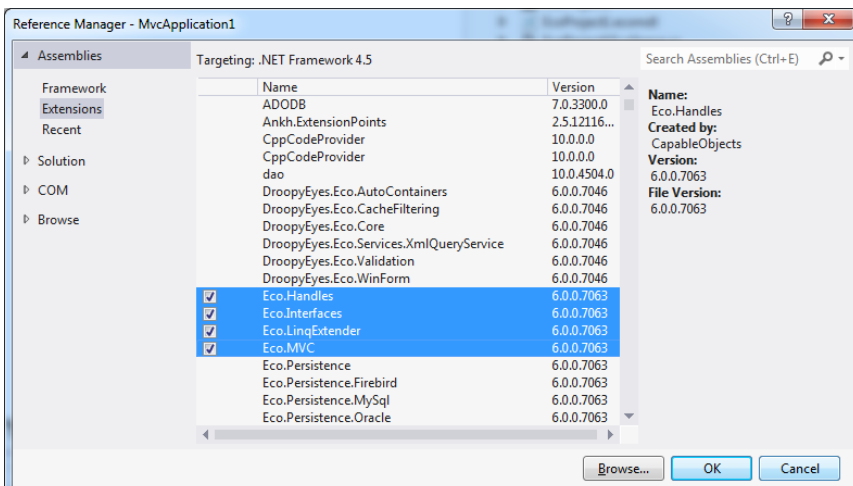 Reference Manager - MvcApplication1
Assemblies
Framework
Extensions
Recent
Solution
COM
Browse
Targeting: .NET Framework 4.5
Search Assemblies (Ctrl+E)
Name Version
ADODB 7.0.3300.0
Ankh.ExtensionPoints 2.5.12116...
CppCodeProvider 10.0.0.0
CppCodeProvider 10.0.0.0
dao 10.0.4504.0
DroopyEyes.Eco.AutoContainers 6.0.0.7046
DroopyEyes.Eco.CacheFiltering 6.0.0.7046
DroopyEyes.Eco.Core 6.0.0.7046
DroopyEyes.Eco.Services.XmlQueryService 6.0.0.7046
DroopyEyes.Eco.Validation 6.0.0.7046
DroopyEyes.Eco.WinForm 6.0.0.7046
Eco.Handles 6.0.0.7063
Eco.Interfaces 6.0.0.7063
Eco.LinqExtender 6.0.0.7063
Eco.MVC 6.0.0.7063
Eco.Persistence 6.0.0.7063
Eco.Persistence.Firebird 6.0.0.7063
Eco.Persistence.MySql 6.0.0.7063
Eco.Persistence.Oracle 6.0.0.7063
Name:
Eco.Handles
Created by:
CapableObjects
Version:
6.0.0.7063
File Version:
6.0.0.7063
Browse...
OK
Cancel